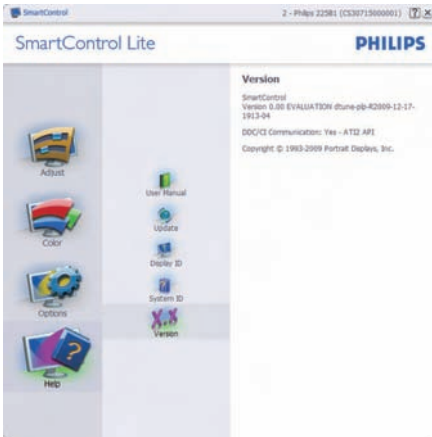 SmartControl
2 - Philips 225B1 (CS30715000001)
SmartControl Lite
PHILIPS
Version
SmartControl
Version 0.00 EVALUATION dtune-plp-R2009-12-17-
1913-04
DDC/CI Communication: Yes - ATI2 API
Copyright © 1993-2009 Portrait Displays, Inc.
Adjust
Color
Options
Help
User Manual
Update
Display ID
System ID
X.X
Version